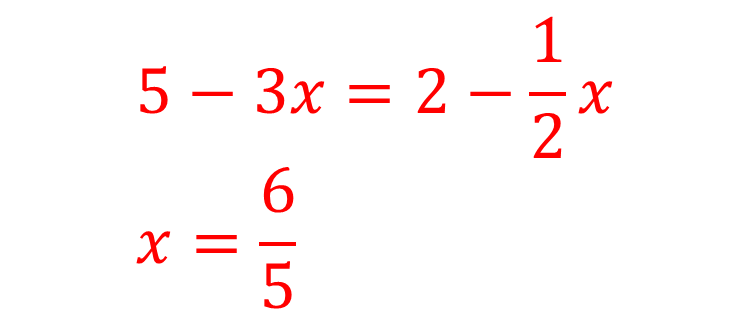 5 − 3x = 2 − 1/2 x
x = 6/5